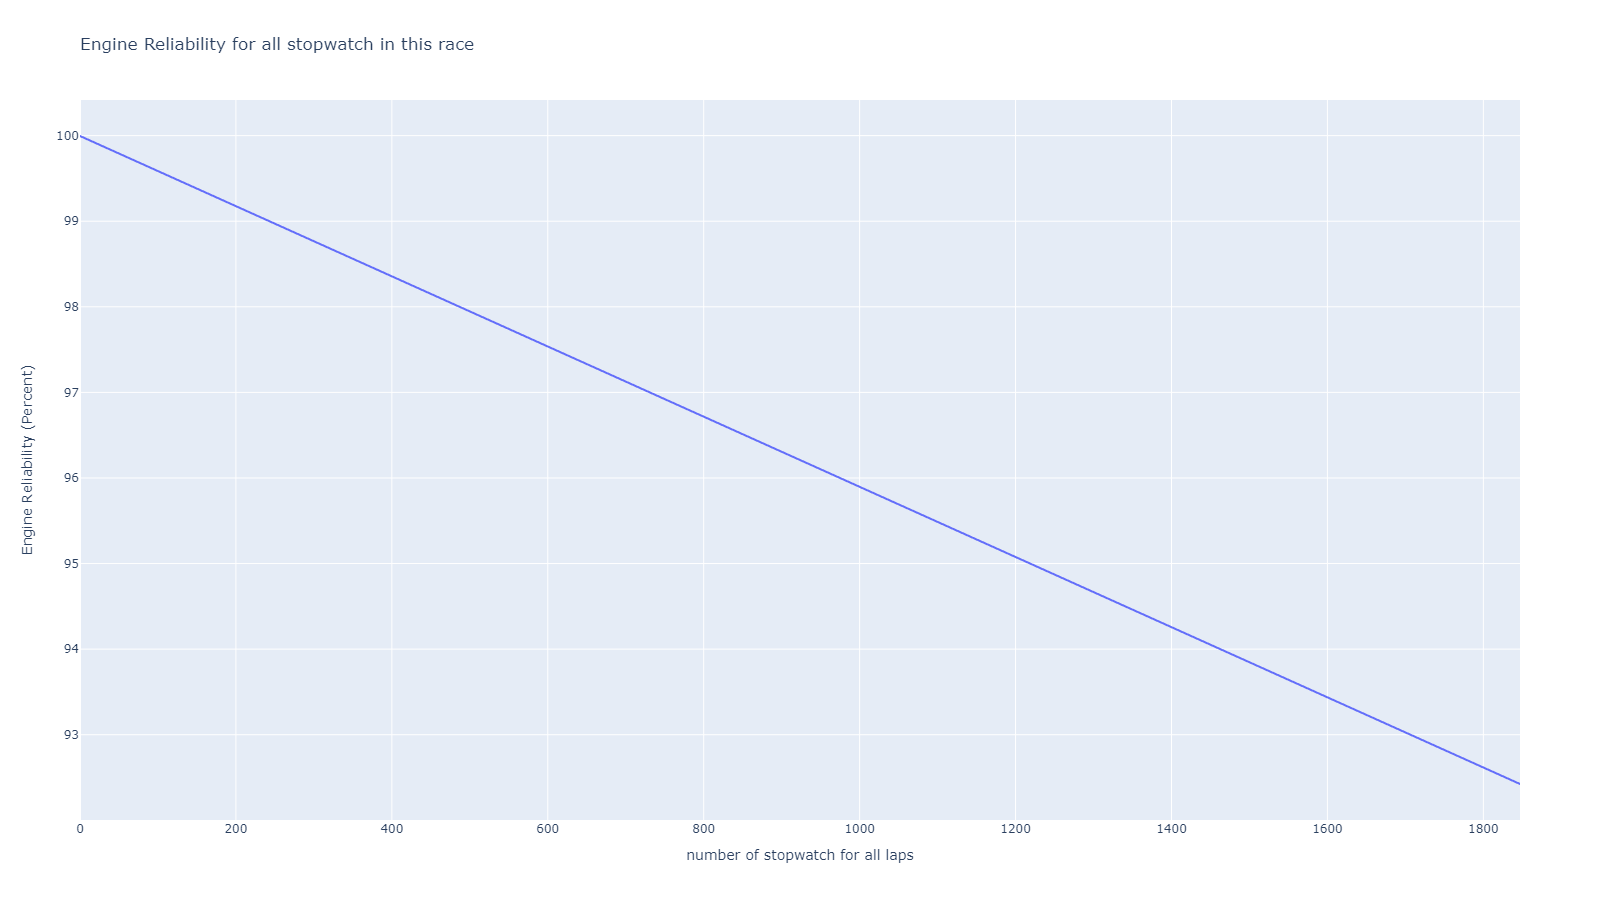 Engine Reliability for all stopwatch in this race
Engine Reliability (Percent)
100
99
98
97
96
95
94
93
0 200 400 600 800 1000 1200 1400 1600 1800
number of stopwatch for all laps